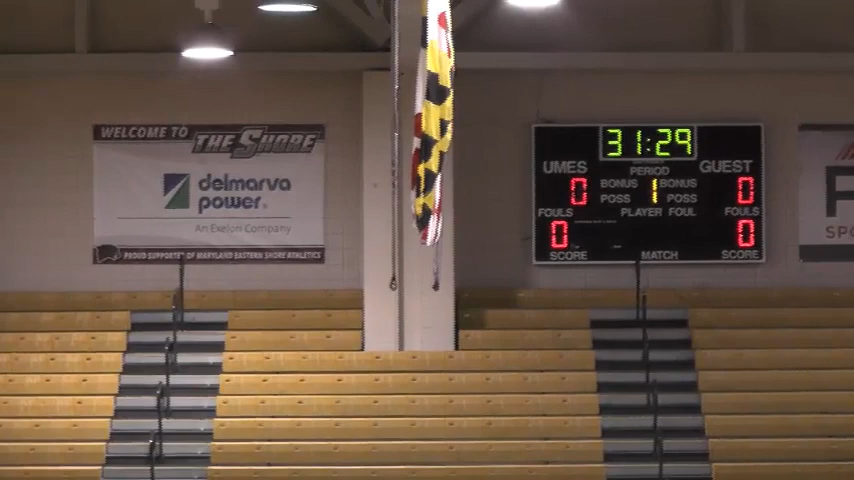 WELCOME TO THE SHORE
delmarva
power
An Exelon Company
PROUD SUPPORTER OF MARYLAND EASTERN SHORE ATHLETICS
31:29
UMES PERIOD GUEST
0 BONUS 1 BONUS 0
POSS POSS
FOULS PLAYER FOUL FOULS
0 0
SCORE MATCH SCORE
SPO